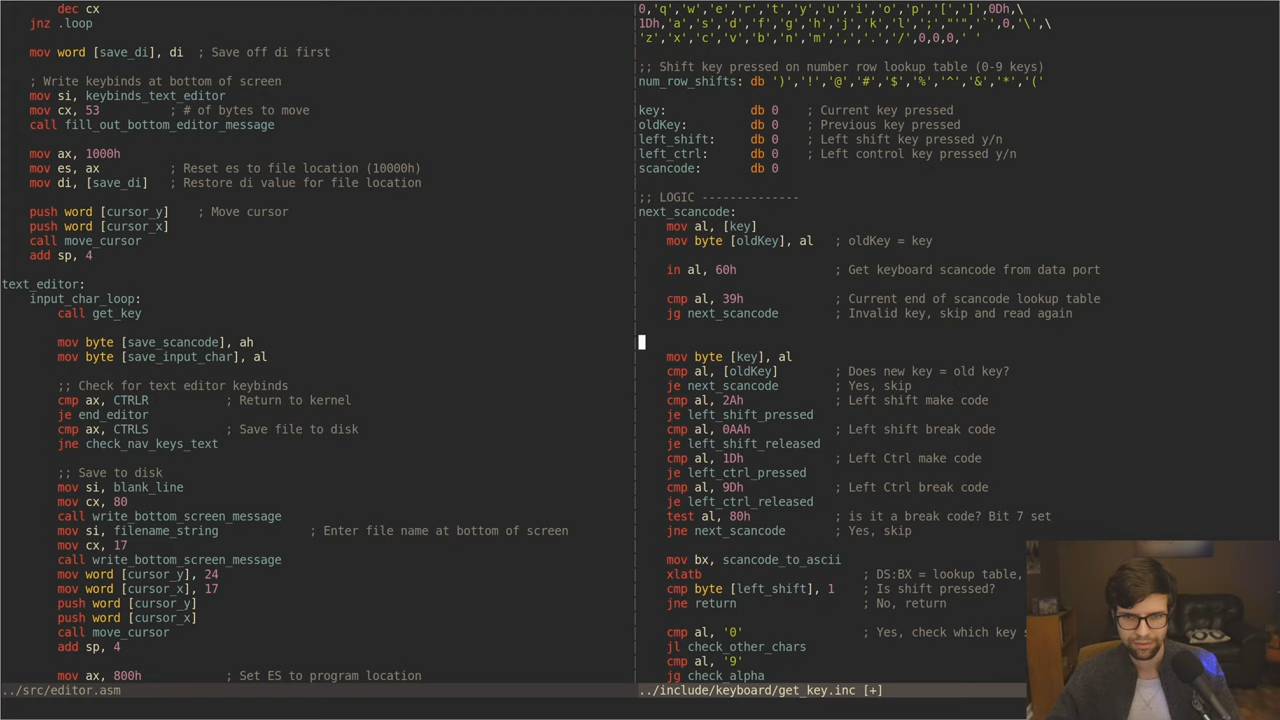 dec cx
jnz .loop
mov word [save_di], di  ; Save off di first
; Write keybinds at bottom of screen
mov si, keybinds_text_editor
mov cx, 53         ; # of bytes to move
call fill_out_bottom_editor_message
mov ax, 1000h
mov es, ax         ; Reset es to file location (10000h)
mov di, [save_di]  ; Restore di value for file location
push word [cursor_y]    ; Move cursor
push word [cursor_x]
call move_cursor
add sp, 4
text_editor:
input_char_loop:
call get_key
mov byte [save_scancode], ah
mov byte [save_input_char], al
;; Check for text editor keybinds
cmp ax, CTRLR           ; Return to kernel
je end_editor
cmp ax, CTRLS           ; Save file to disk
jne check_nav_keys_text
;; Save to disk
mov si, blank_line
mov cx, 80
call write_bottom_screen_message
mov si, filename_string             ; Enter file name at bottom of screen
mov cx, 17
call write_bottom_screen_message
mov word [cursor_y], 24
mov word [cursor_x], 17
push word [cursor_y]
push word [cursor_x]
call move_cursor
add sp, 4
mov ax, 800h              ; Set ES to program location
../src/editor.asm
0,'q','w','e','r','t','y','u','i','o','p','[',']',0Dh,\
1Dh,'a','s','d','f','g','h','j','k','l',';',"'",'`',0,'\',\
'z','x','c','v','b','n','m',',','.','/',0,0,0,' '
;; Shift key pressed on number row lookup table (0-9 keys)
num_row_shifts: db ')','!','@','#','$','%','^','&','*','('
key:            db 0    ; Current key pressed
oldKey:         db 0    ; Previous key pressed
left_shift:     db 0    ; Left shift key pressed y/n
left_ctrl:      db 0    ; Left control key pressed y/n
scancode:       db 0
;; LOGIC --------------
next_scancode:
mov al, [key]
mov byte [oldKey], al   ; oldKey = key
in al, 60h              ; Get keyboard scancode from data port
cmp al, 39h             ; Current end of scancode lookup table
jg next_scancode        ; Invalid key, skip and read again
mov byte [key], al
cmp al, [oldKey]        ; Does new key = old key?
je next_scancode        ; Yes, skip
cmp al, 2Ah             ; Left shift make code
je left_shift_pressed
cmp al, 0AAh            ; Left shift break code
je left_shift_released
cmp al, 1Dh             ; Left Ctrl make code
je left_ctrl_pressed
cmp al, 9Dh             ; Left Ctrl break code
je left_ctrl_released
test al, 80h            ; is it a break code? Bit 7 set
jne next_scancode       ; Yes, skip
mov bx, scancode_to_ascii
xlatb                       ; DS:BX = lookup table,
cmp byte [left_shift], 1    ; Is shift pressed?
jne return                  ; No, return
cmp al, '0'                 ; Yes, check which key
jl check_other_chars
cmp al, '9'
jg check_alpha
../include/keyboard/get_key.inc [+]